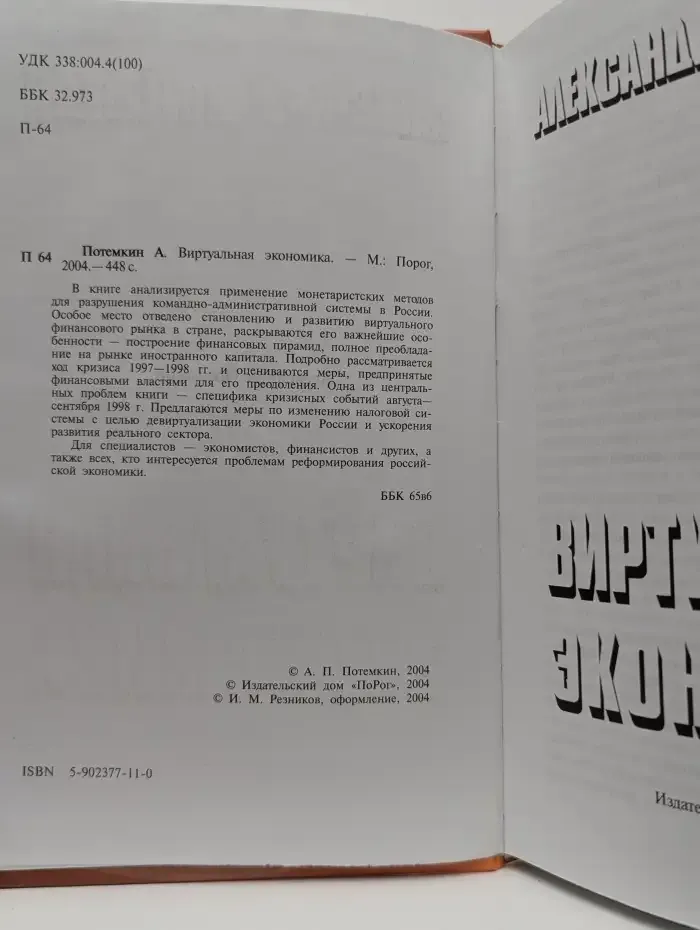 УДК 338:004.4(100)
ББК 32.973
П-64
П 64 Потемкин А. Виртуальная экономика. — М.: Порог,
2004.— 448 с.
В книге анализируется применение монетаристских методов
для разрушения командно-административной системы в России.
Особое место отведено становлению и развитию виртуального
финансового рынка в стране, раскрываются его важнейшие осо-
бенности — построение финансовых пирамид, полное преоблада-
ние на рынке иностранного капитала. Подробно рассматривается
ход кризиса 1997—1998 гг. и оцениваются меры, предпринятые
финансовыми властями для его преодоления. Одна из централь-
ных проблем книги — специфика кризисных событий августа—
сентября 1998 г. Предлагаются меры по изменению налоговой си-
стемы с целью девиртуализации экономики России и ускорения
развития реального сектора.
Для специалистов — экономистов, финансистов и других, а
также всех, кто интересуется проблемам реформирования россий-
ской экономики.
ББК 65в6
© А. П. Потемкин, 2004
© Издательский дом «ПоРог», 2004
© И. М. Резников, оформление, 2004
ISBN 5-902377-11-0
АЛЕКСАНД
ВИРТУ
ЭКОН
Издате